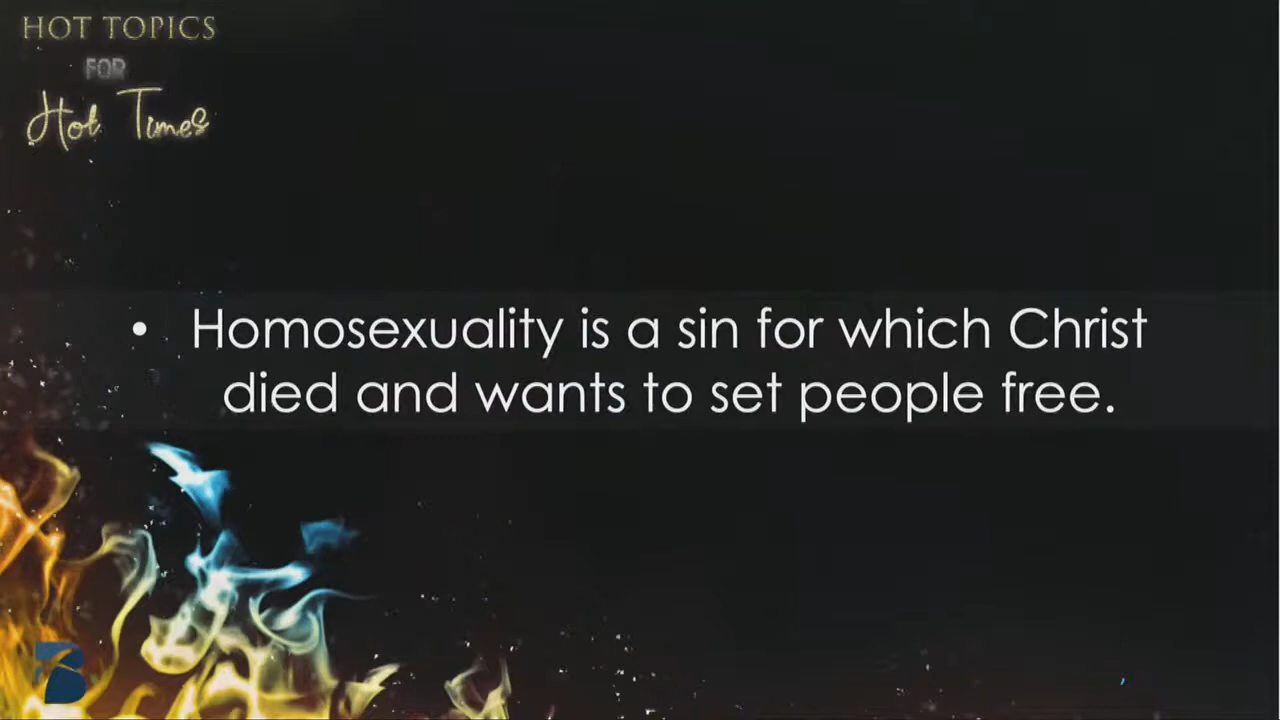 HOT TOPICS
FOR
Hot Times
• Homosexuality is a sin for which Christ
died and wants to set people free.
B